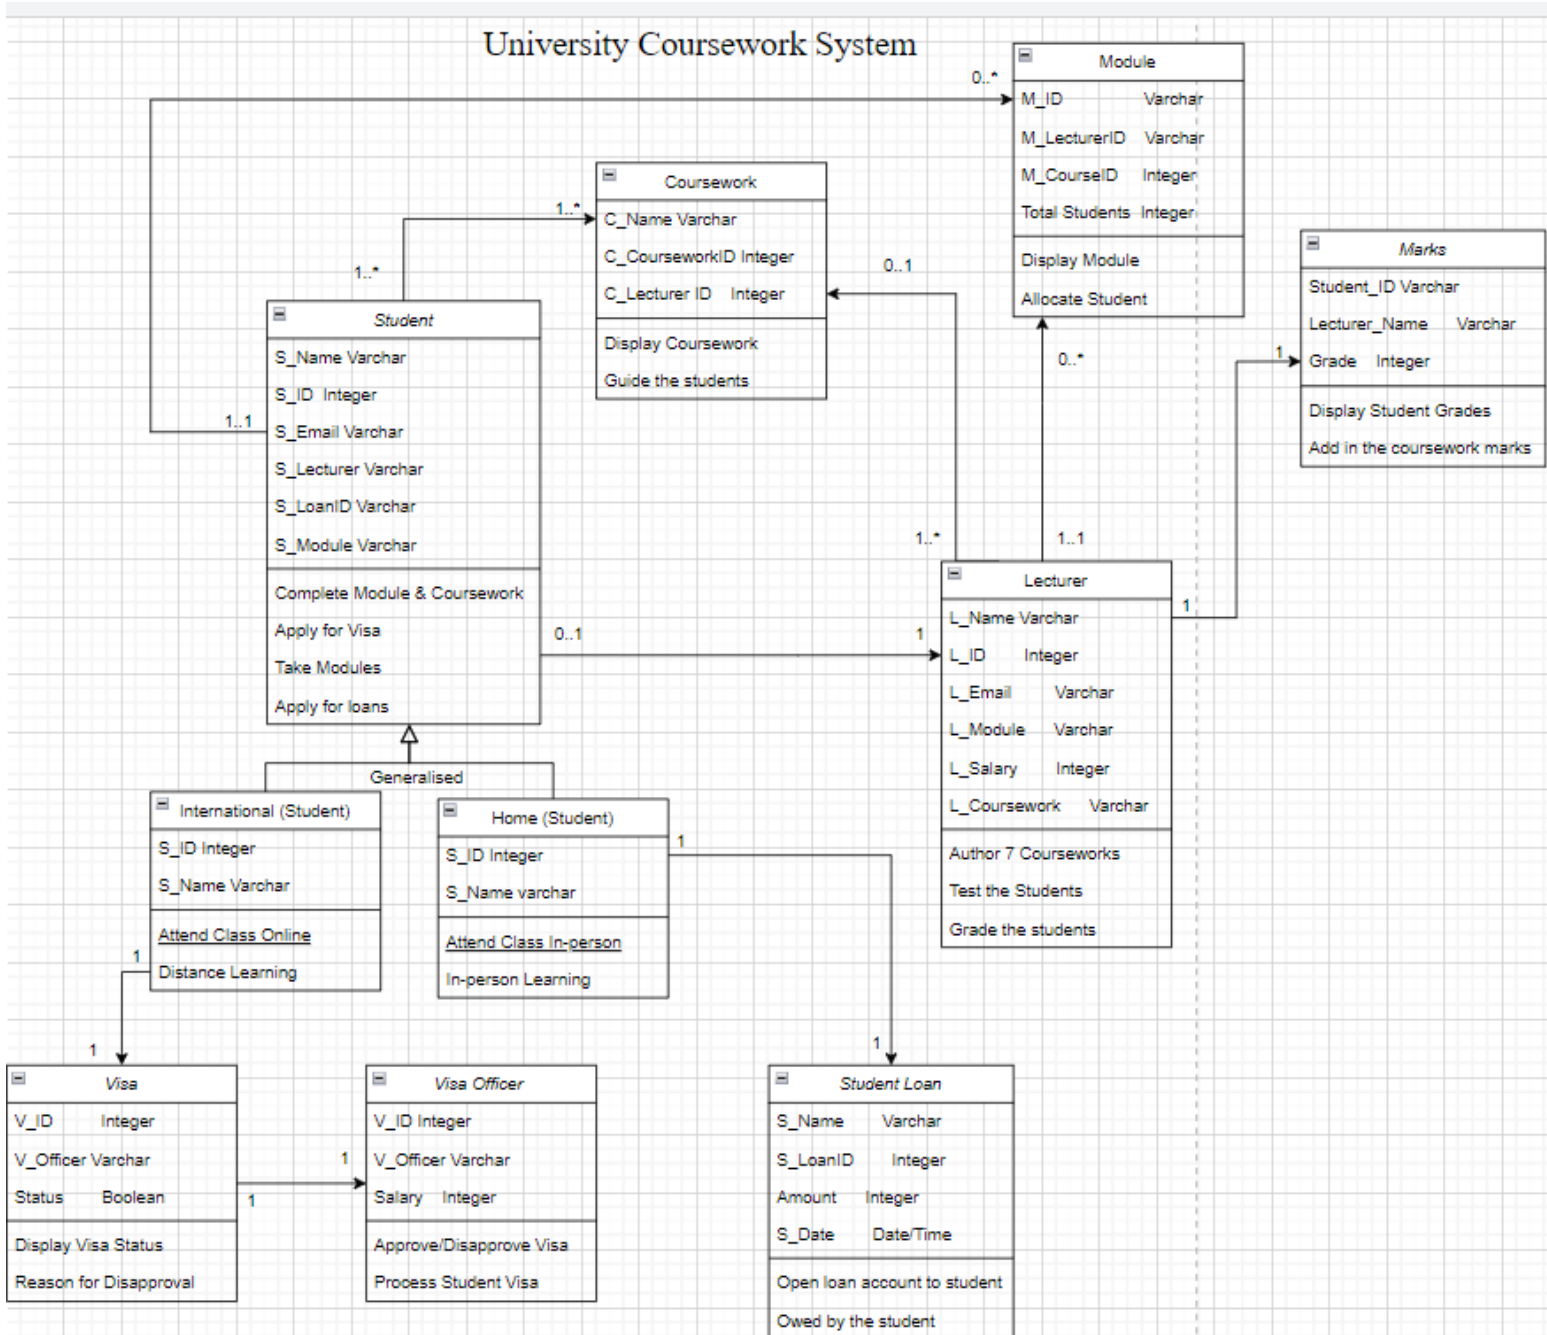 University Coursework System
Module
M_ID Varchar
M_LecturerID Varchar
M_CourseID Integer
Total Students Integer
Display Module
Allocate Student
0..*
Coursework
C_Name Varchar
C_CourseworkID Integer
C_Lecturer ID Integer
Display Coursework
Guide the students
1..*
0..1
1..*
Marks
Student_ID Varchar
Lecturer_Name Varchar
Grade Integer
Display Student Grades
Add in the coursework marks
1
0..*
Student
S_Name Varchar
S_ID Integer
S_Email Varchar
S_Lecturer Varchar
S_LoanID Varchar
S_Module Varchar
Complete Module & Coursework
Apply for Visa
Take Modules
Apply for loans
1..1
0..1
1
1..*
1..1
Lecturer
L_Name Varchar
L_ID Integer
L_Email Varchar
L_Module Varchar
L_Salary Integer
L_Coursework Varchar
Author 7 Courseworks
Test the Students
Grade the students
1
Generalised
International (Student)
S_ID Integer
S_Name Varchar
Attend Class Online
Distance Learning
1
1
Home (Student)
S_ID Integer
S_Name varchar
Attend Class In-person
In-person Learning
1
1
Visa
V_ID Integer
V_Officer Varchar
Status Boolean
Display Visa Status
Reason for Disapproval
1
1
Visa Officer
V_ID Integer
V_Officer Varchar
Salary Integer
Approve/Disapprove Visa
Process Student Visa
Student Loan
S_Name Varchar
S_LoanID Integer
Amount Integer
S_Date Date/Time
Open loan account to student
Owed by the student